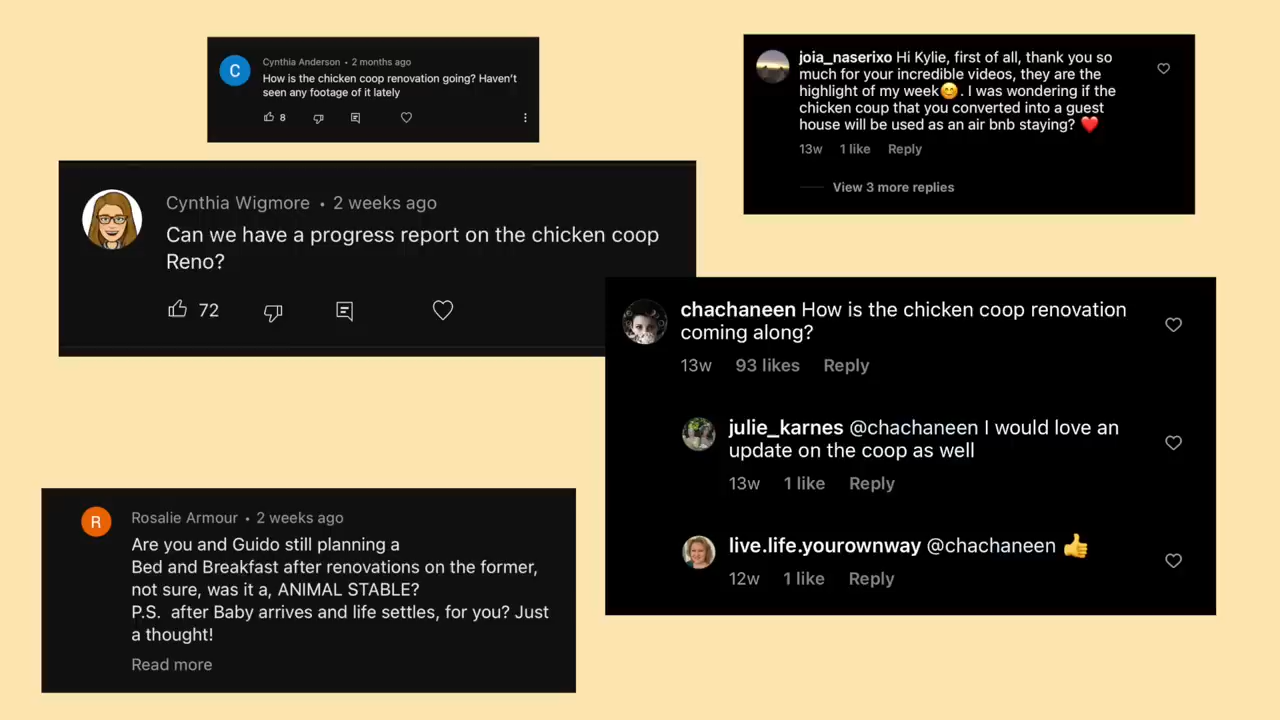 Cynthia Anderson • 2 months ago
How is the chicken coop renovation going? Haven't
seen any footage of it lately
8
joia_naserixo Hi Kylie, first of all, thank you so
much for your incredible videos, they are the
highlight of my week😊. I was wondering if the
chicken coup that you converted into a guest
house will be used as an air bnb staying? ❤️
13w 1 like Reply
View 3 more replies
Cynthia Wigmore • 2 weeks ago
Can we have a progress report on the chicken coop
Reno?
72
chachaneen How is the chicken coop renovation
coming along?
13w 93 likes Reply
julie_karnes @chachaneen I would love an
update on the coop as well
13w 1 like Reply
live.life.yourownway @chachaneen 👍
12w 1 like Reply
R
Rosalie Armour • 2 weeks ago
Are you and Guido still planning a
Bed and Breakfast after renovations on the former,
not sure, was it a, ANIMAL STABLE?
P.S. after Baby arrives and life settles, for you? Just
a thought!
Read more
C